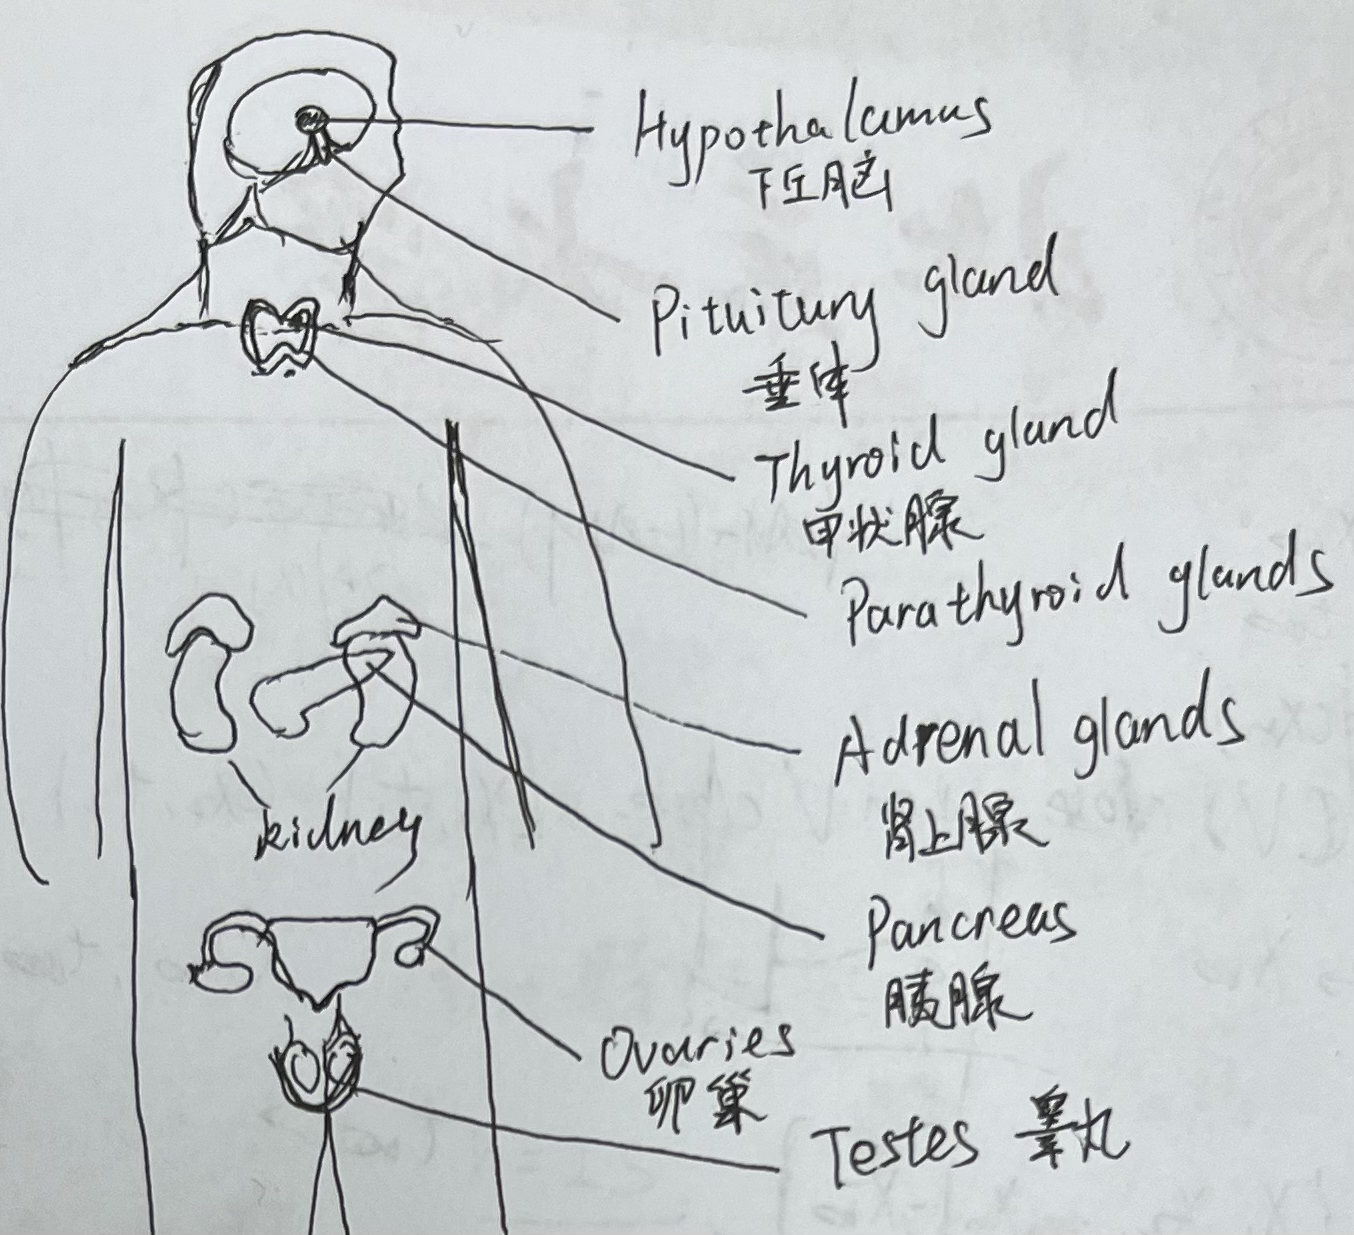 Hypothalamus
下丘脑
Pituitury gland
垂体
Thyroid gland
甲状腺
Parathyroid glands
Adrenal glands
肾上腺
kidney
Pancreas
胰腺
Ovaries
卵巢
Testes 睾丸